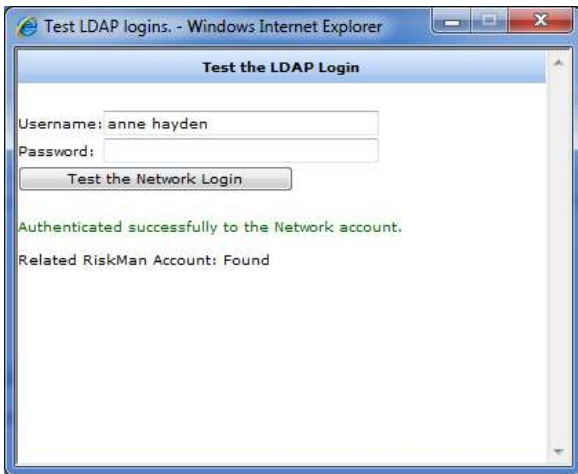 Test LDAP logins. - Windows Internet Explorer
Test the LDAP Login
Username: anne hayden
Password:
Test the Network Login
Authenticated successfully to the Network account.
Related RiskMan Account: Found